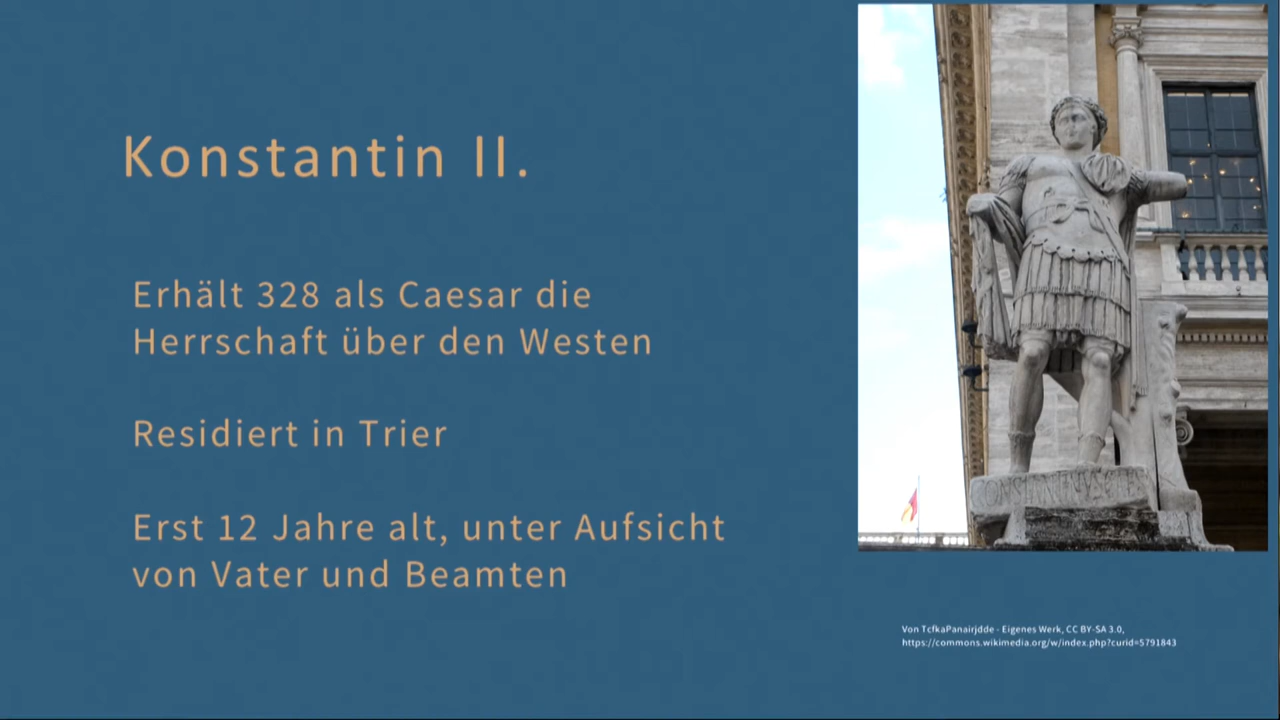 Konstantin II.
Erhält 328 als Caesar die
Herrschaft über den Westen
Residiert in Trier
Erst 12 Jahre alt, unter Aufsicht
von Vater und Beamten
Von TcfkaPanairjdde - Eigenes Werk, CC BY-SA 3.0,
https://commons.wikimedia.org/w/index.php?curid=5791843